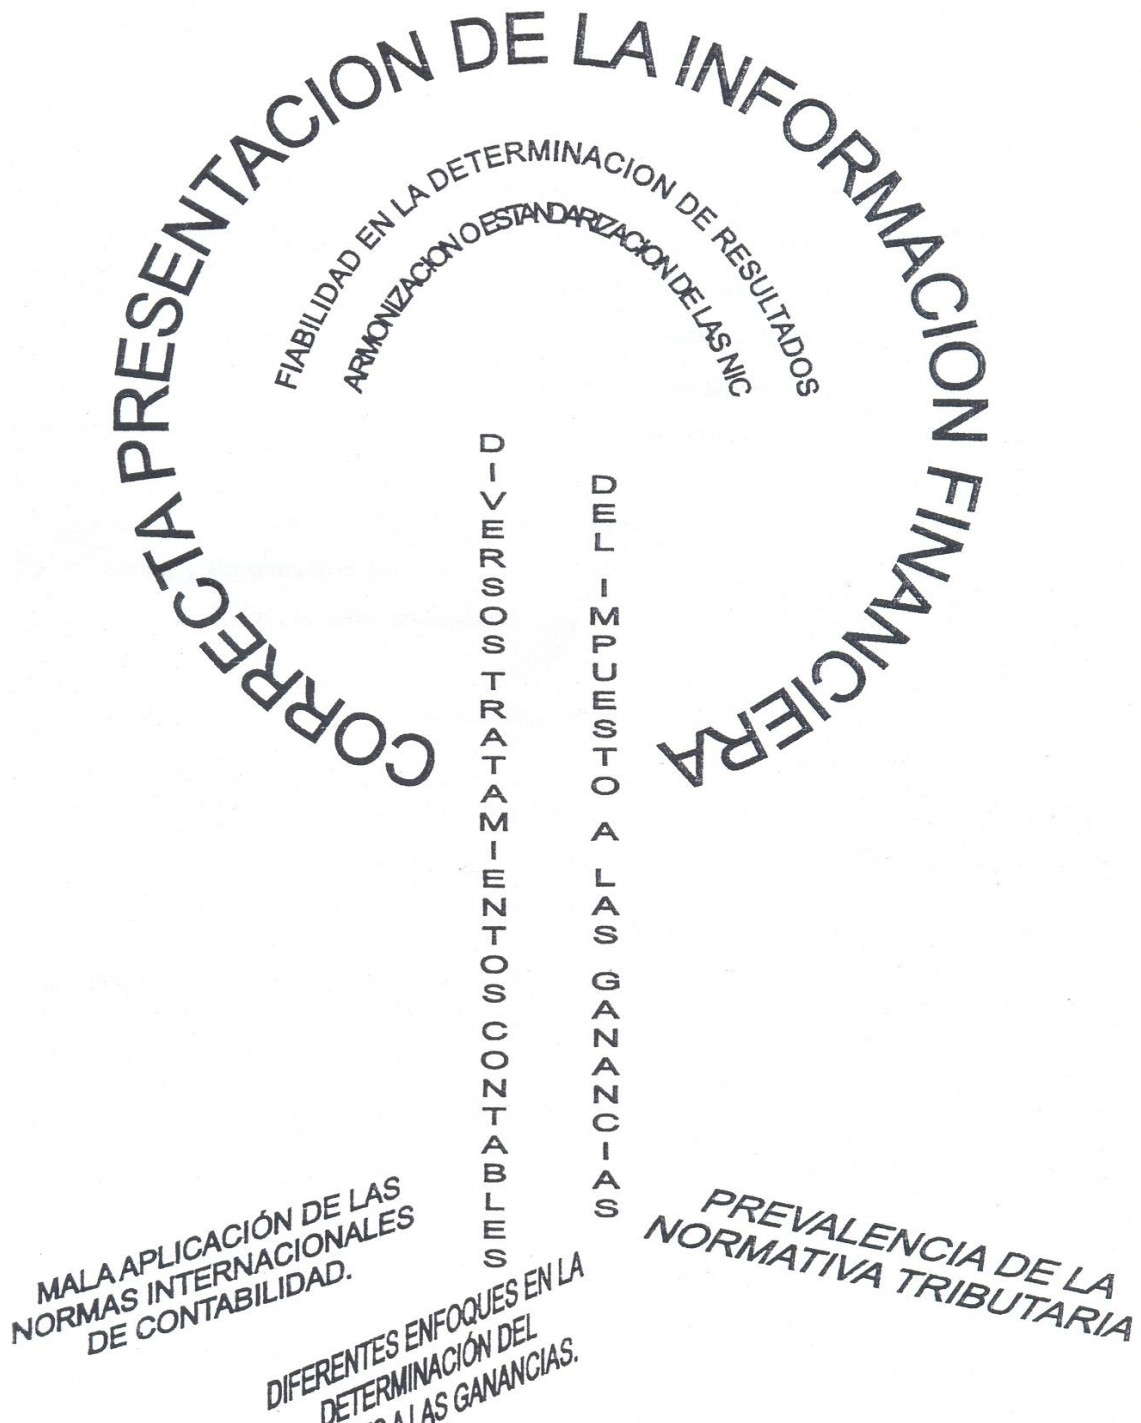 CORRECTA PRESENTACION DE LA INFORMACION FINANCIERA
FIABILIDAD EN LA DETERMINACION DE RESULTADOS
ARMONIZACION O ESTANDARIZACION DE LAS NIC
DIVERSOS TRATAMIENTOS CONTABLES
DEL IMPUESTO A LAS GANANCIAS
MALA APLICACIÓN DE LAS
NORMAS INTERNACIONALES
DE CONTABILIDAD.
DIFERENTES ENFOQUES EN LA
DETERMINACIÓN DEL
A LAS GANANCIAS.
PREVALENCIA DE LA
NORMATIVA TRIBUTARIA